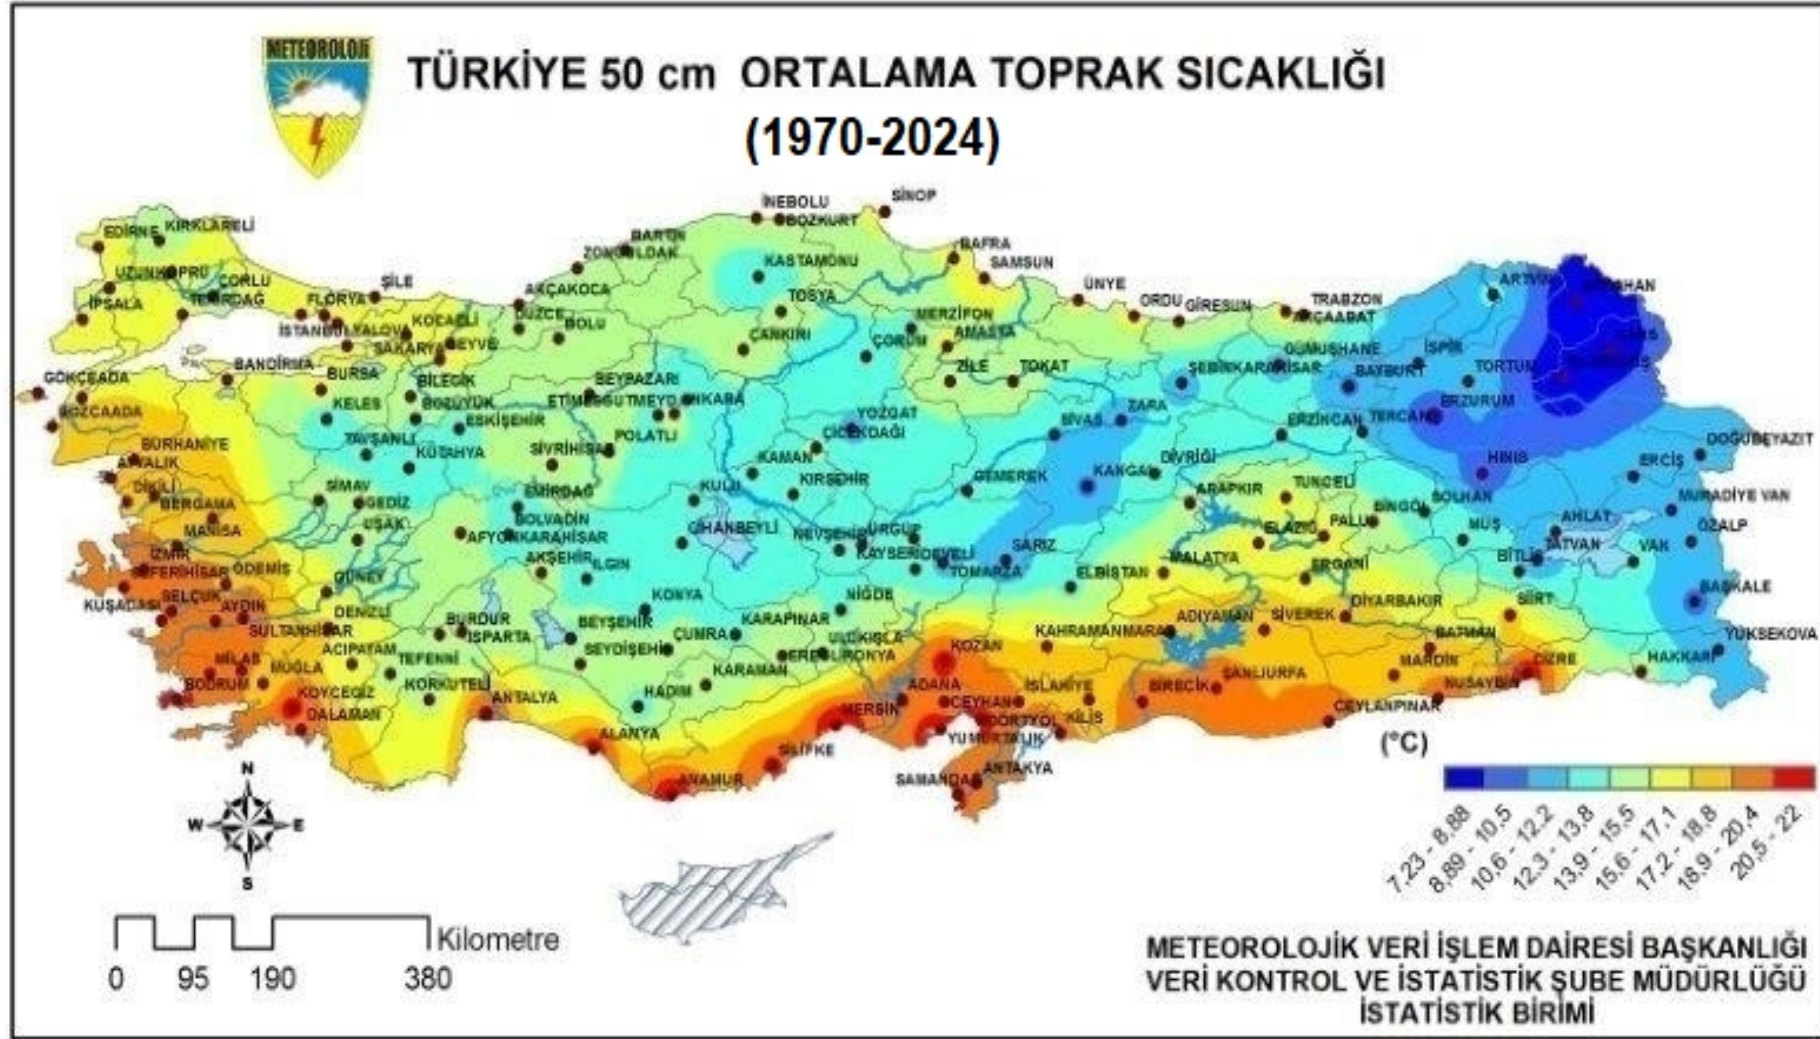 METEOROLOJİ
TÜRKİYE 50 cm ORTALAMA TOPRAK SICAKLIĞI
(1970-2024)
SİNOP
İNEBOLU
BOZKURT
KIRKLARELİ
EDİRNE
BARTIN
ZONGULDAK
BAFRA
KASTAMONU
SAMSUN
UZUNKÖPRÜ
ÇORLU
ŞİLE
ARTVİN
İPSALA
FLORYA
AKÇAKOCA
TOSYA
ÜNYE
ORDU
GİRESUN
TRABZON
AKÇAABAT
İSTANBUL
YALOVA
KOCAELİ
DÜZCE
BOLU
MERZİFON
AMASYA
SAKARYA
GEYVE
ÇANKIRI
ÇORUM
GÜMÜŞHANE
İSPİR
BANDIRMA
BURSA
BİLECİK
BEYPAZARI
ZİLE
TOKAT
ŞEBİNKARAHİSAR
BAYBURT
TORTUM
GÖKÇEADA
BOZCAADA
KELES
BOZÜYÜK
ESKİŞEHİR
YOZGAT
SİVAS
ZARA
ERZİNCAN
TERCAN
ERZURUM
TAVŞANLI
KÜTAHYA
SİVRİHİSAR
POLATLI
ÇİÇEKDAĞI
BURHANİYE
DOĞUBEYAZIT
AYVALIK
DİKİLİ
BERGAMA
SİMAV
GEDİZ
EMİRDAĞ
KULU
KAMAN
KIRŞEHİR
GEMEREK
KANGAL
DİVRİĞİ
ARAPKİR
TUNCELİ
BİNGÖL
SOLHAN
HINIS
ERCİŞ
MURADİYE VAN
MANİSA
UŞAK
BOLVADİN
AFYONKARAHİSAR
CİHANBEYLİ
NEVŞEHİR
ÜRGÜP
KAYSERİ
DEVELİ
ELAZIĞ
PALU
MUŞ
AHLAT
ÖZALP
İZMİR
SEFERİHİSAR
ÖDEMİŞ
GÜNEY
AKŞEHİR
ILGIN
TOMARZA
SARIZ
ELBİSTAN
MALATYA
ERGANİ
BİTLİS
TATVAN
VAN
BAŞKALE
KUŞADASI
SELÇUK
AYDIN
SULTANHİSAR
DENİZLİ
BURDUR
ISPARTA
BEYŞEHİR
KONYA
ÇUMRA
KARAPINAR
NİĞDE
ULUKIŞLA
KAHRAMANMARAŞ
ADIYAMAN
SİVEREK
DİYARBAKIR
BATMAN
SİİRT
YÜKSEKOVA
HAKKARİ
MİLAS
BODRUM
MUĞLA
ACIPAYAM
TEFENNİ
KORKUTELİ
SEYDİŞEHİR
HADIM
KARAMAN
KOZAN
ADANA
CEYHAN
İSLAHİYE
BİRECİK
ŞANLIURFA
MARDİN
NUSAYBİN
CİZRE
KÖYCEĞİZ
DALAMAN
ANTALYA
ALANYA
MERSİN
SİLİFKE
ANAMUR
DÖRTYOL
YUMURTALIK
KİLİS
CEYLANPINAR
SAMANDAĞ
ANTAKYA
(°C)
7,23 - 8,88
8,89 - 10,5
10,6 - 12,2
12,3 - 13,8
13,9 - 15,5
15,6 - 17,1
17,2 - 18,8
18,9 - 20,4
20,5 - 22
N
W E
S
Kilometre
0 95 190 380
METEOROLOJİK VERİ İŞLEM DAİRESİ BAŞKANLIĞI
VERİ KONTROL VE İSTATİSTİK ŞUBE MÜDÜRLÜĞÜ
İSTATİSTİK BİRİMİ